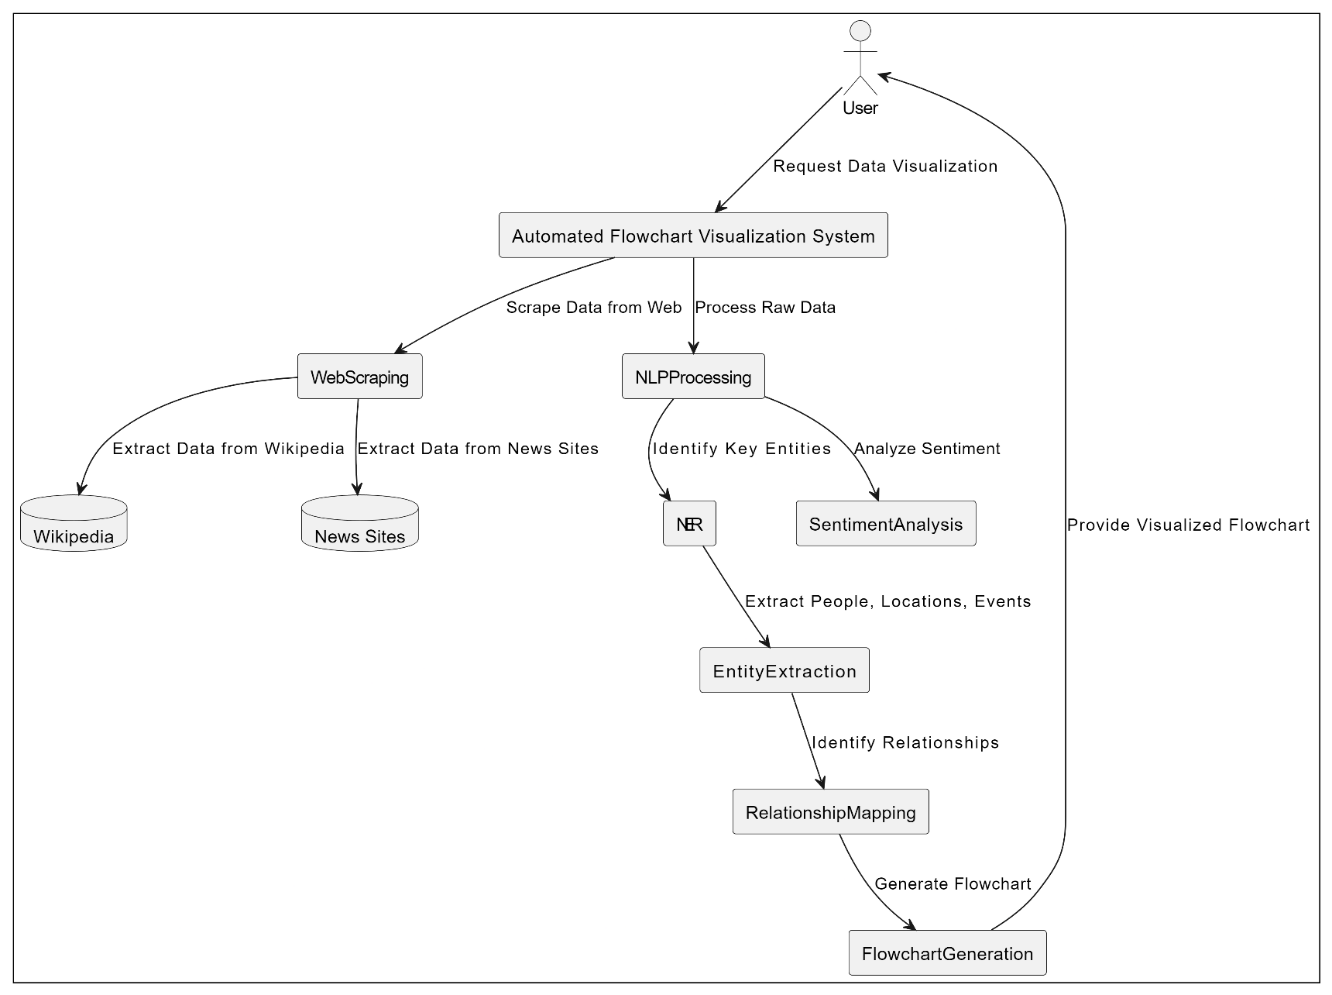 User
Request Data Visualization
Automated Flowchart Visualization System
Scrape Data from Web
Process Raw Data
WebScraping
NLPProcessing
Extract Data from Wikipedia
Extract Data from News Sites
Identify Key Entities
Analyze Sentiment
Wikipedia
News Sites
NER
SentimentAnalysis
Provide Visualized Flowchart
Extract People, Locations, Events
EntityExtraction
Identify Relationships
RelationshipMapping
Generate Flowchart
FlowchartGeneration